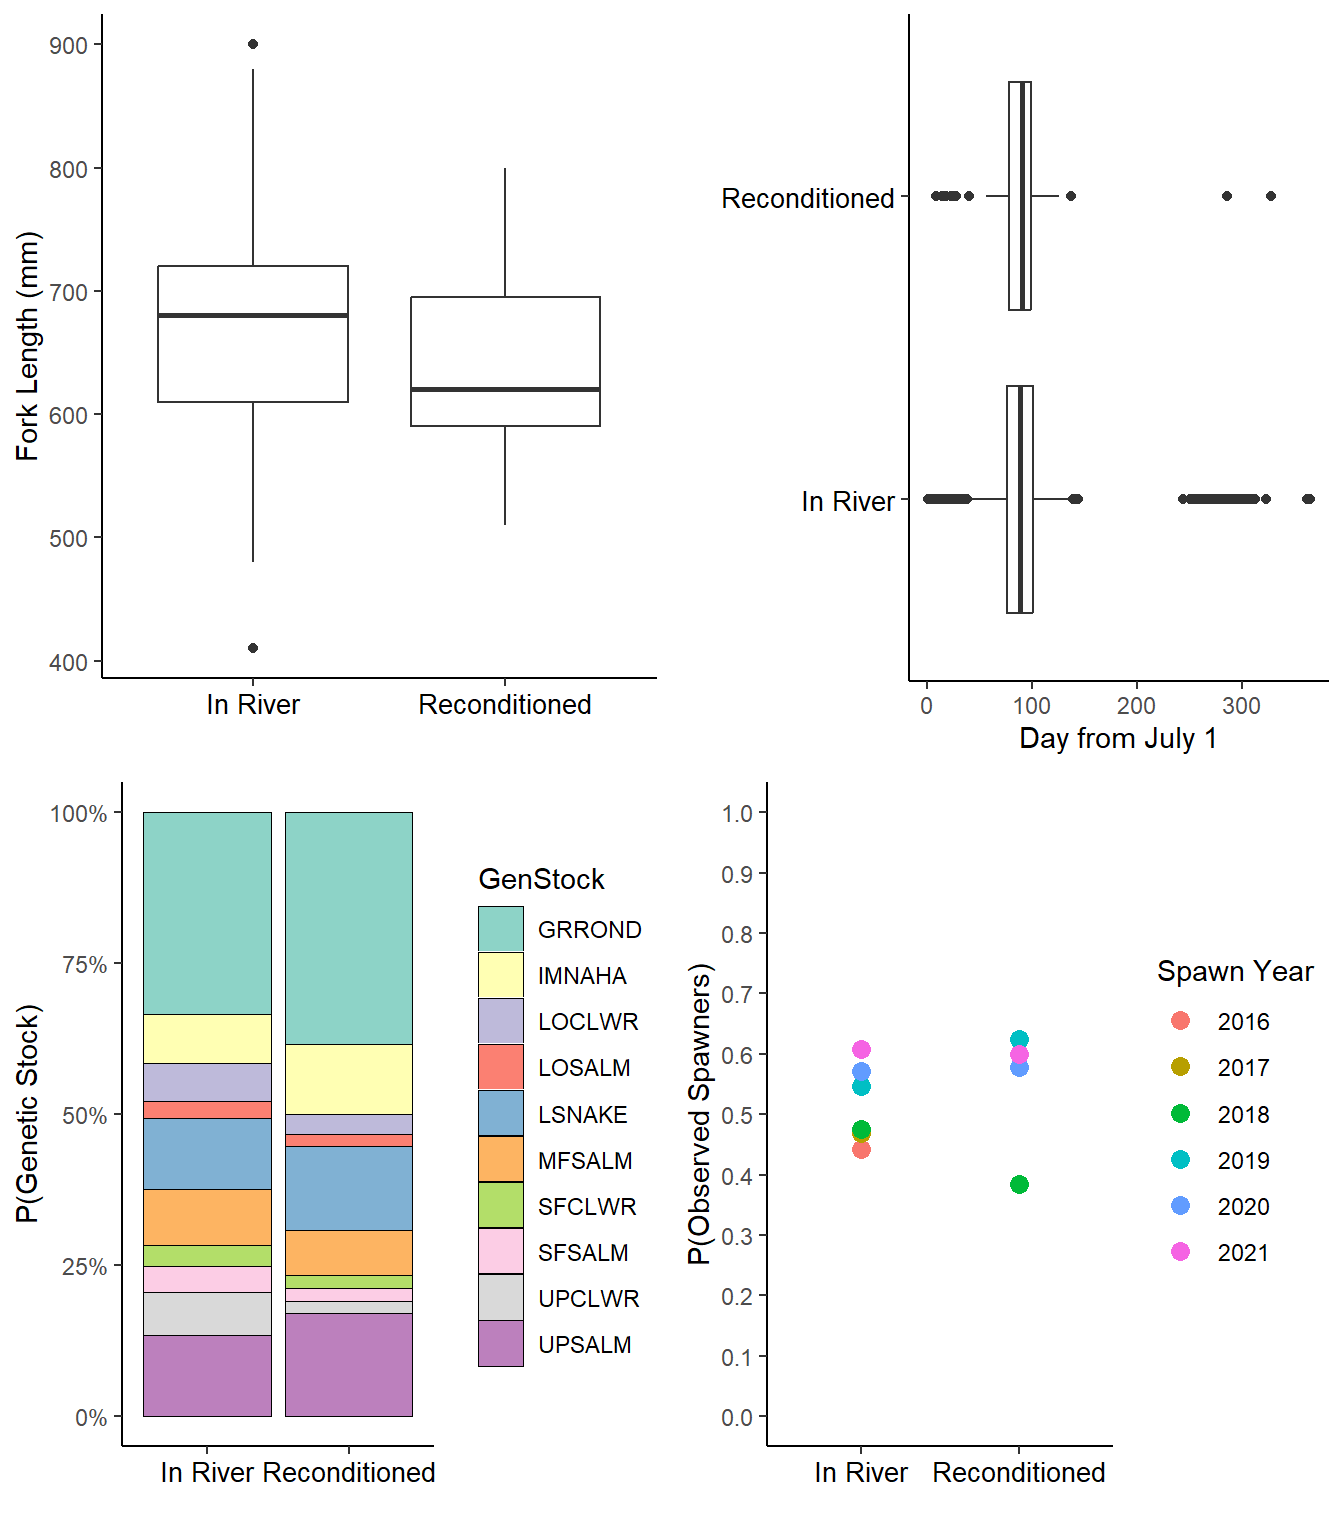 Fork Length (mm)
900
800
700
600
500
400
In River
Reconditioned
Reconditioned
In River
0
100
200
300
Day from July 1
P(Genetic Stock)
100%
75%
50%
25%
0%
In River
Reconditioned
GenStock
GRROND
IMNAHA
LOCLWR
LOSALM
LSNAKE
MFSALM
SFCLWR
SFSALM
UPCLWR
UPSALM
P(Observed Spawners)
1.0
0.9
0.8
0.7
0.6
0.5
0.4
0.3
0.2
0.1
0.0
In River
Reconditioned
Spawn Year
2016
2017
2018
2019
2020
2021